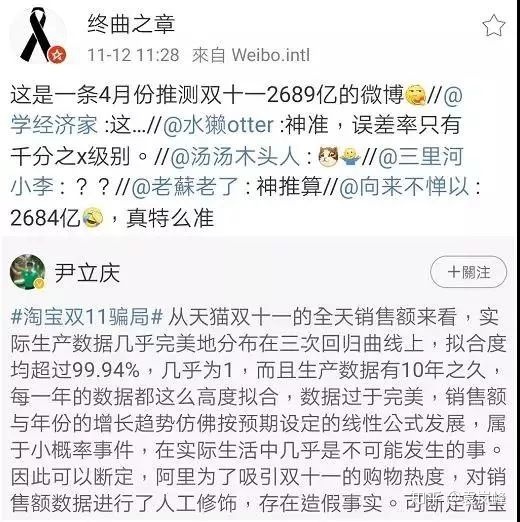 终曲之章
11-12 11:28 來自 Weibo.intl
这是一条4月份推测双十一2689亿的微博//@
学经济家:这...//@水獭otter:神准，误差率只有
千分之x级别。//@汤汤木头人://@三里河
小李:？？//@老蘇老了:神推算//@向来不惮以:
2684亿，真特么准
尹立庆
＋關注
#淘宝双11骗局# 从天猫双十一的全天销售额来看，实
际生产数据几乎完美地分布在三次回归曲线上，拟合度
均超过99.94%，几乎为1，而且生产数据有10年之久，
每一年的数据都这么高度拟合，数据过于完美，销售额
与年份的增长趋势仿佛按预期设定的线性公式发展，属
于小概率事件，在实际生活中几乎是不可能发生的事。
因此可以断定，阿里为了吸引双十一的购物热度，对销
售额数据进行了人工修饰，存在造假事实。可断定淘宝
知乎